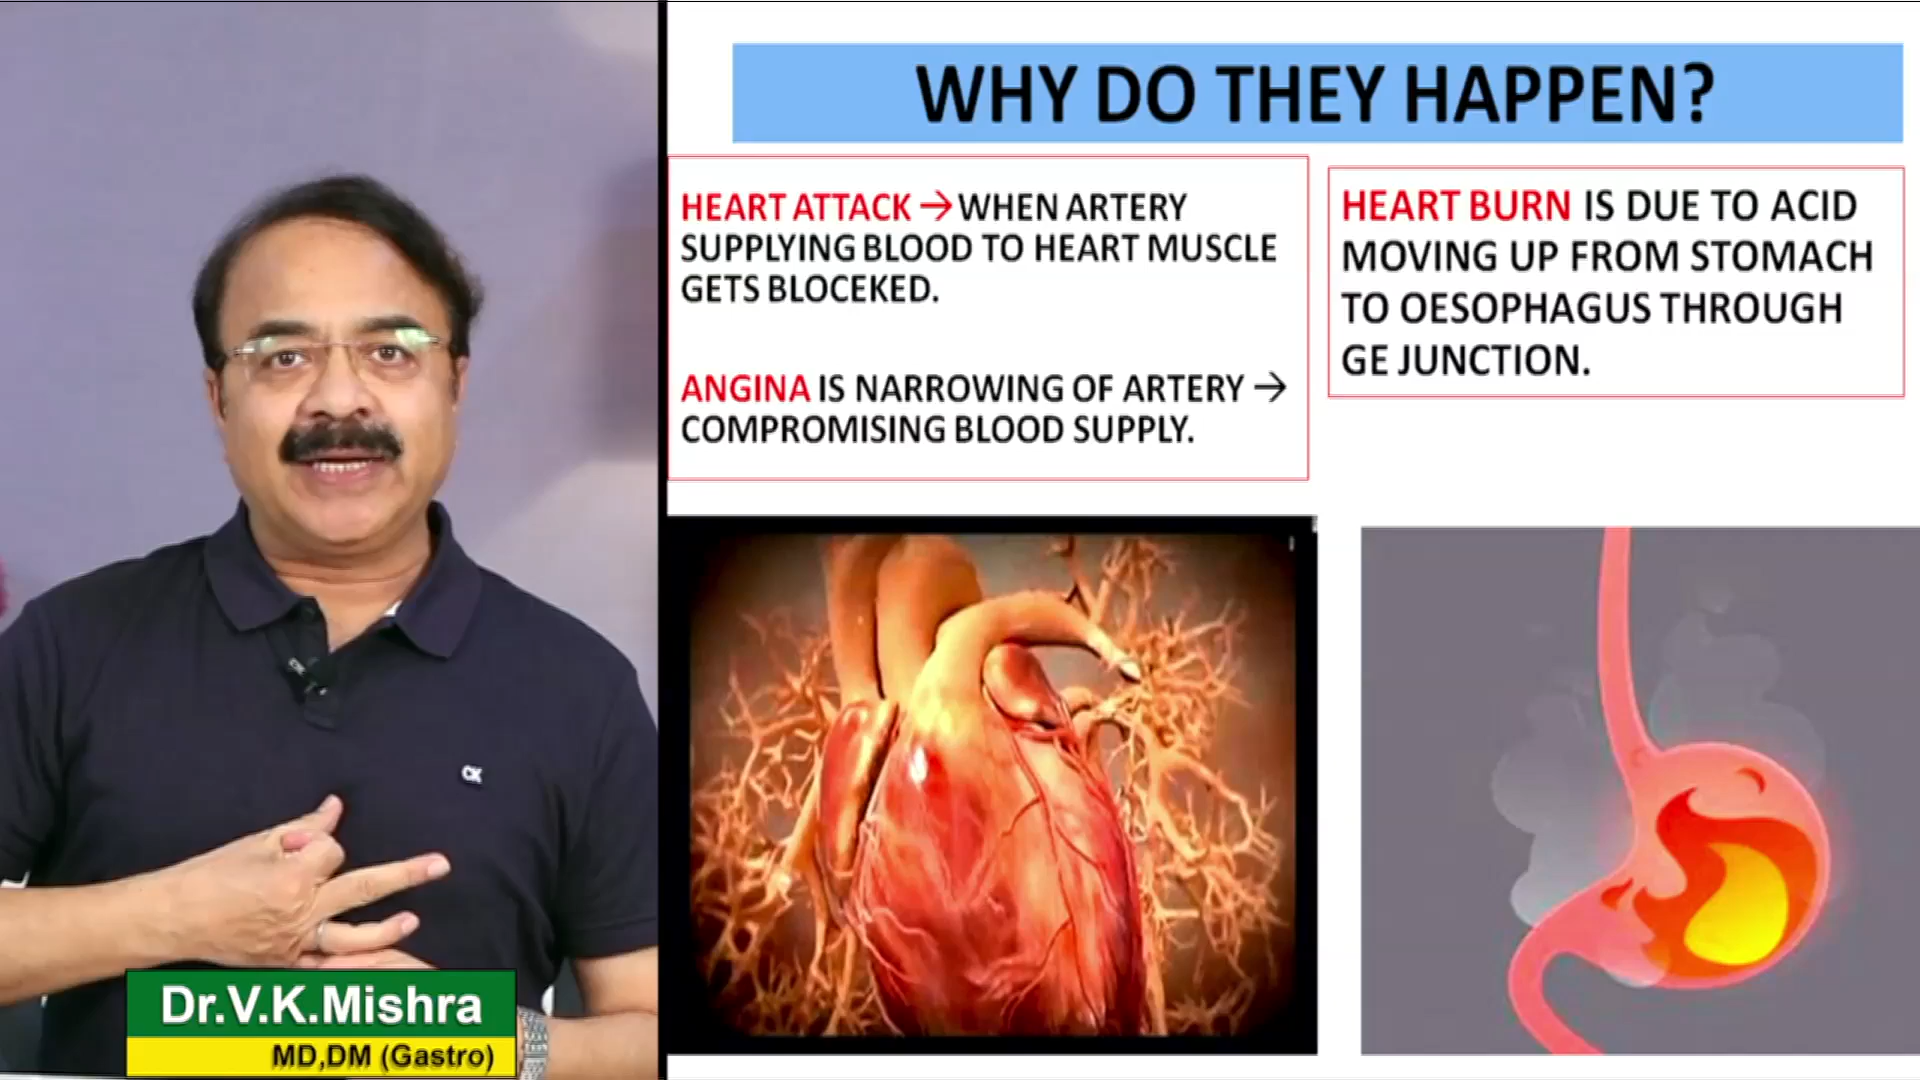 WHY DO THEY HAPPEN?
HEART ATTACK → WHEN ARTERY
SUPPLYING BLOOD TO HEART MUSCLE
GETS BLOCEKED.
ANGINA IS NARROWING OF ARTERY →
COMPROMISING BLOOD SUPPLY.
HEART BURN IS DUE TO ACID
MOVING UP FROM STOMACH
TO OESOPHAGUS THROUGH
GE JUNCTION.
CK
Dr.V.K.Mishra
MD,DM (Gastro)